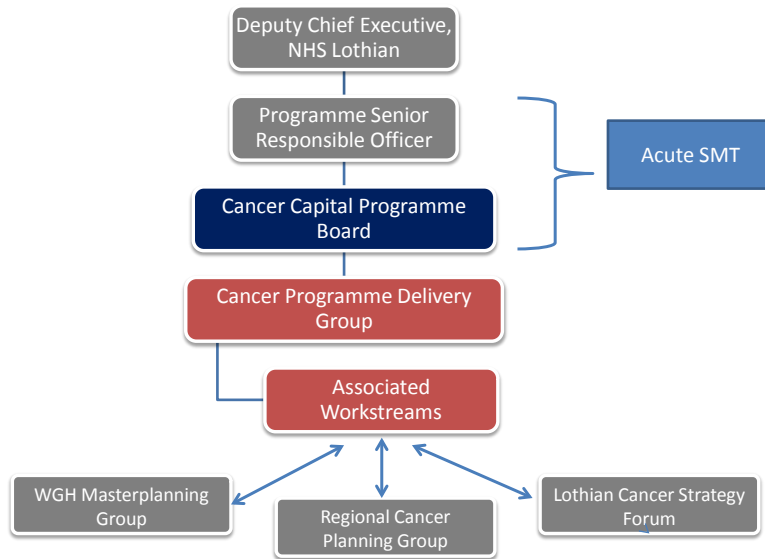 Deputy Chief Executive,
NHS Lothian
Programme Senior
Responsible Officer
Acute SMT
Cancer Capital Programme
Board
Cancer Programme Delivery
Group
Associated
Workstreams
WGH Masterplanning
Group
Regional Cancer
Planning Group
Lothian Cancer Strategy
Forum